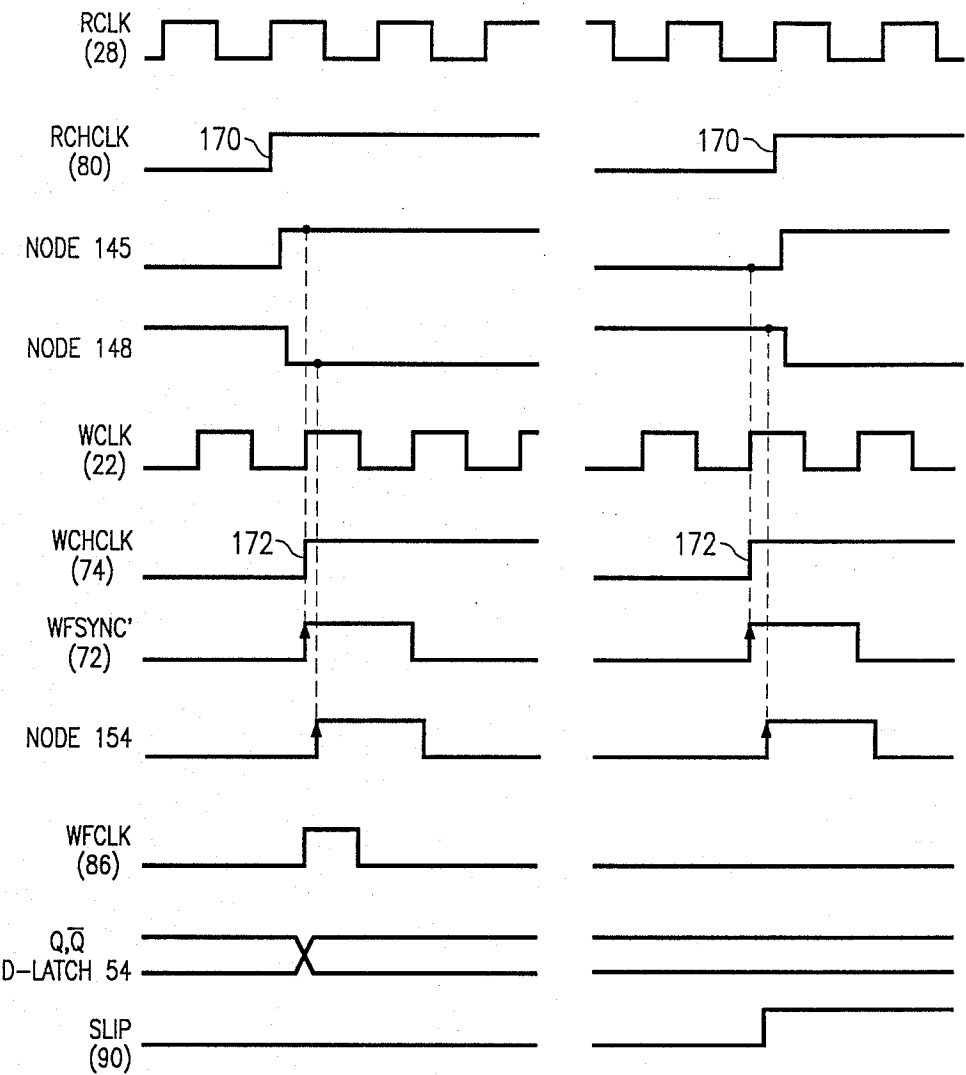 RCLK
(28)
RCHCLK
(80)
170
170
NODE 145
NODE 148
WCLK
(22)
WCHCLK
(74)
172
172
WFSYNC'
(72)
NODE 154
WFCLK
(86)
Q,Q̅
D-LATCH 54
SLIP
(90)